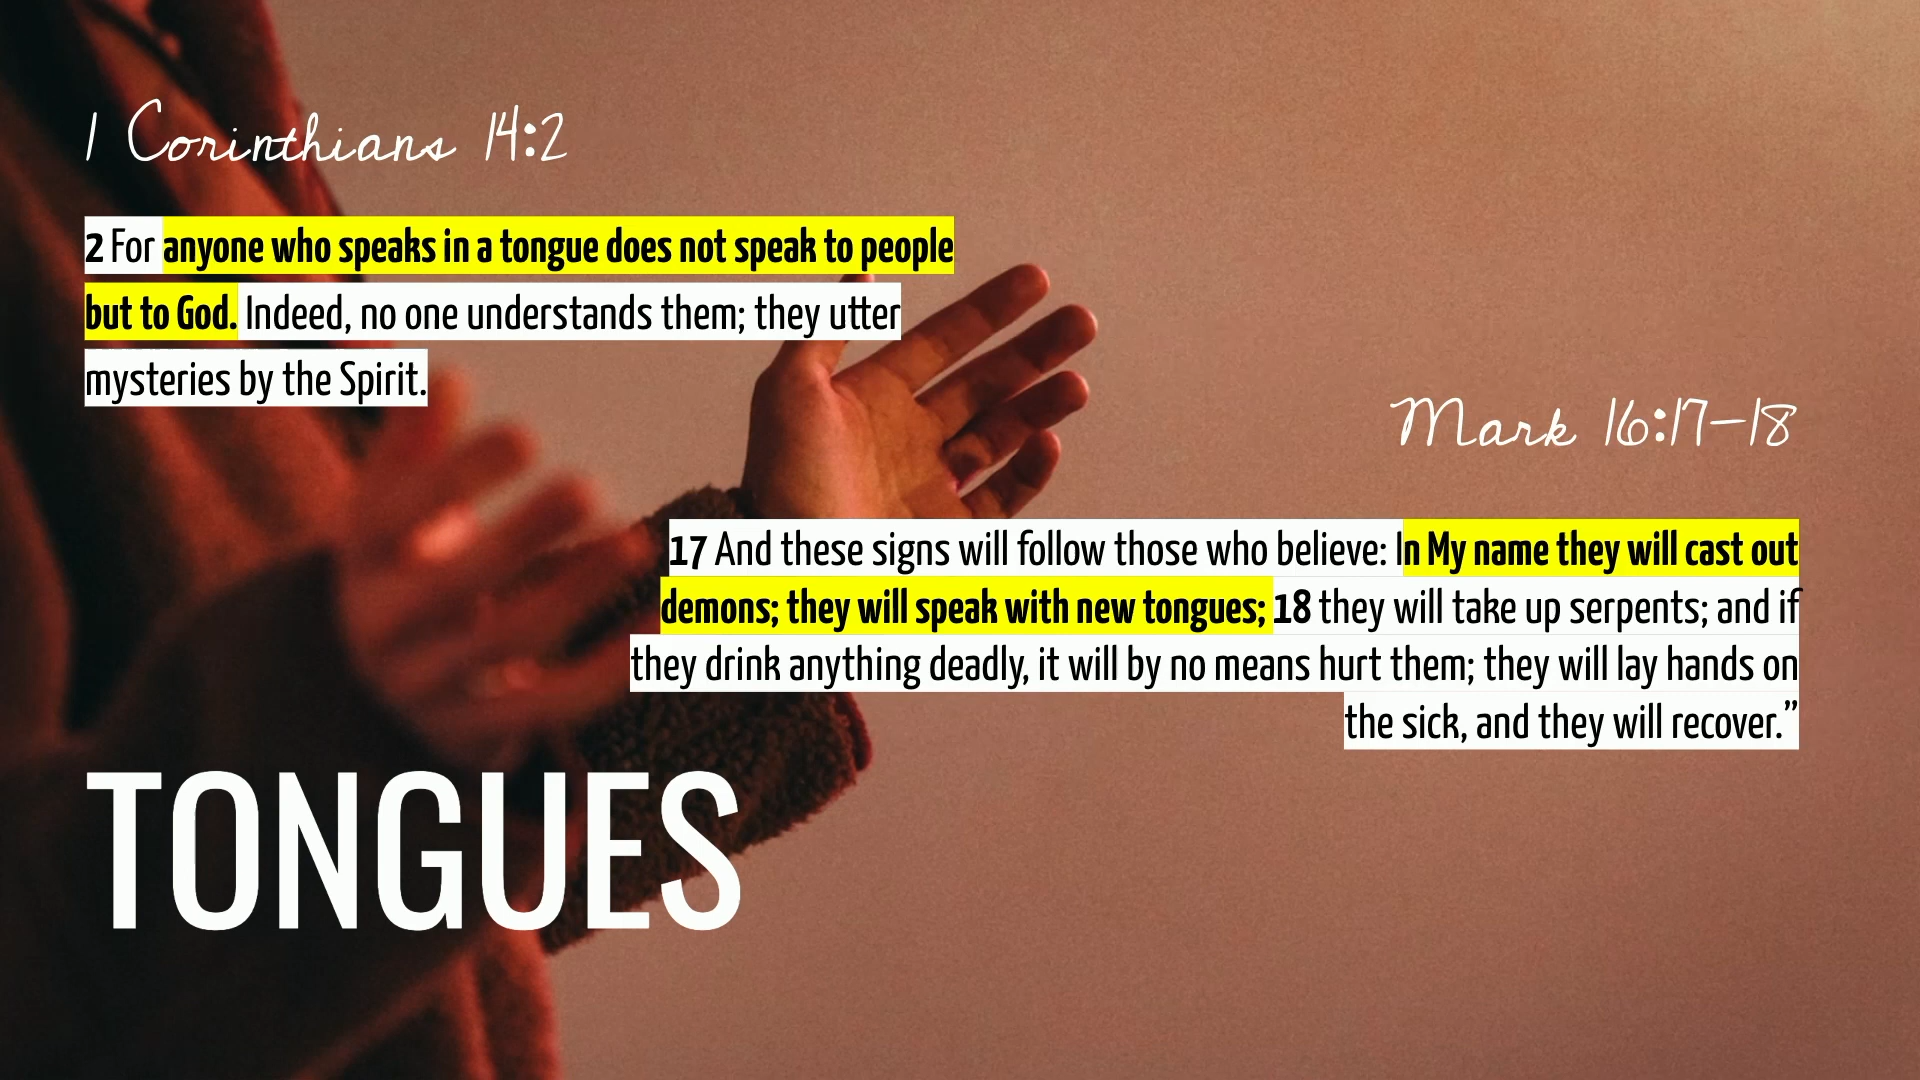 1 Corinthians 14:2
2 For anyone who speaks in a tongue does not speak to people
but to God. Indeed, no one understands them; they utter
mysteries by the Spirit.
Mark 16:17-18
17 And these signs will follow those who believe: In My name they will cast out
demons; they will speak with new tongues; 18 they will take up serpents; and if
they drink anything deadly, it will by no means hurt them; they will lay hands on
the sick, and they will recover.”
TONGUES